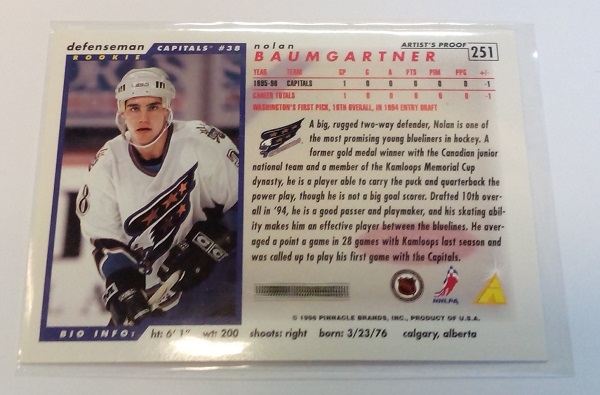 defenseman CAPITALS #38
ROOKIE
nolan ARTIST'S PROOF 251
BAUMGARTNER
YEAR TEAM GP G A PTS PIM PPG +/-
1995-96 CAPITALS 1 0 0 0 0 0 -1
CAREER TOTALS 1 0 0 0 0 0 -1
WASHINGTON'S FIRST PICK, 10TH OVERALL, IN 1994 ENTRY DRAFT
A big, rugged two-way defender, Nolan is one of
the most promising young blueliners in hockey. A
former gold medal winner with the Canadian junior
national team and a member of the Kamloops Memorial Cup
dynasty, he is a player able to carry the puck and quarterback the
power play, though he is not a big goal scorer. Drafted 10th over-
all in '94, he is a good passer and playmaker, and his skating abil-
ity makes him an effective player between the bluelines. He aver-
aged a point a game in 28 games with Kamloops last season and
was called up to play his first game with the Capitals.
NHLPA
© 1996 PINNACLE BRANDS, INC., PRODUCT OF U.S.A.
BIO INFO: ht: 6' 1" wt: 200 shoots: right born: 3/23/76 calgary, alberta